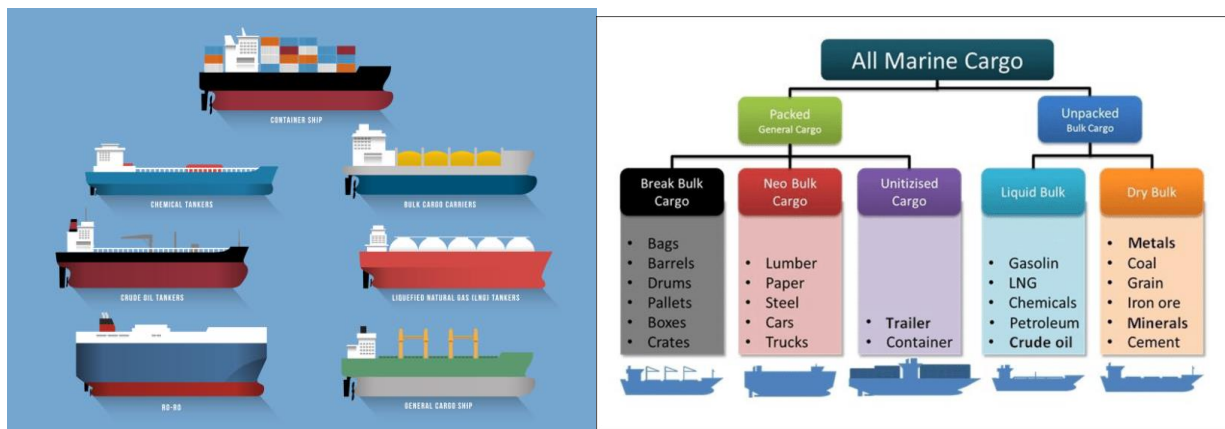 CONTAINER SHIP
CHEMICAL TANKERS
BULK CARGO CARRIERS
CRUDE OIL TANKERS
LIQUEFIED NATURAL GAS (LNG) TANKERS
RO-RO
GENERAL CARGO SHIP
All Marine Cargo
Packed
General Cargo
Unpacked
Bulk Cargo
Break Bulk
Cargo
• Bags
• Barrels
• Drums
• Pallets
• Boxes
• Crates
Neo Bulk
Cargo
• Lumber
• Paper
• Steel
• Cars
• Trucks
Unitizised
Cargo
• Trailer
• Container
Liquid Bulk
• Gasolin
• LNG
• Chemicals
• Petroleum
• Crude oil
Dry Bulk
• Metals
• Coal
• Grain
• Iron ore
• Minerals
• Cement